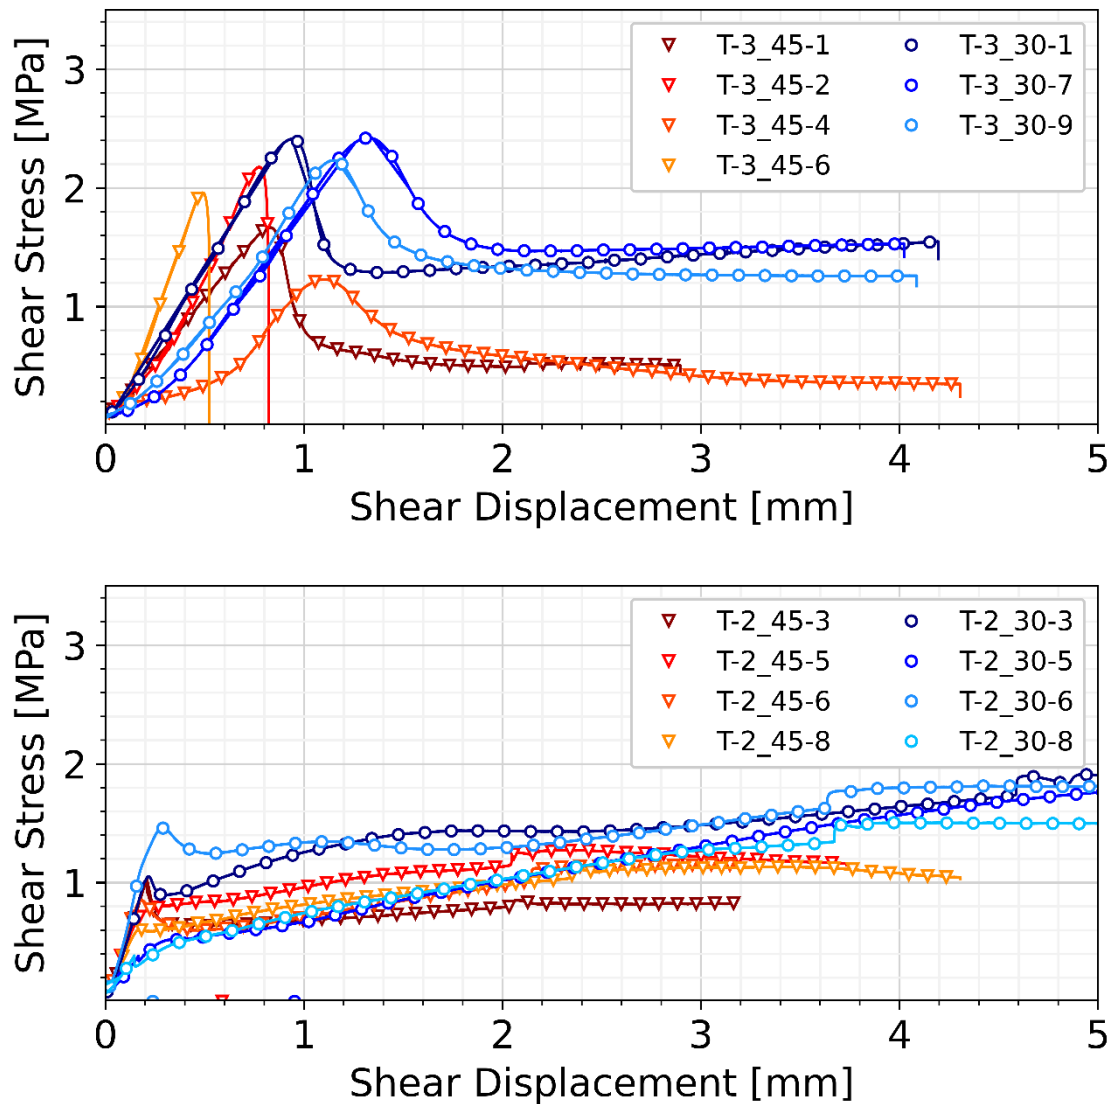 Shear Stress [MPa]
3
2
1
T-3_45-1
T-3_45-2
T-3_45-4
T-3_45-6
T-3_30-1
T-3_30-7
T-3_30-9
0 1 2 3 4 5
Shear Displacement [mm]
Shear Stress [MPa]
3
2
1
T-2_45-3
T-2_45-5
T-2_45-6
T-2_45-8
T-2_30-3
T-2_30-5
T-2_30-6
T-2_30-8
0 1 2 3 4 5
Shear Displacement [mm]